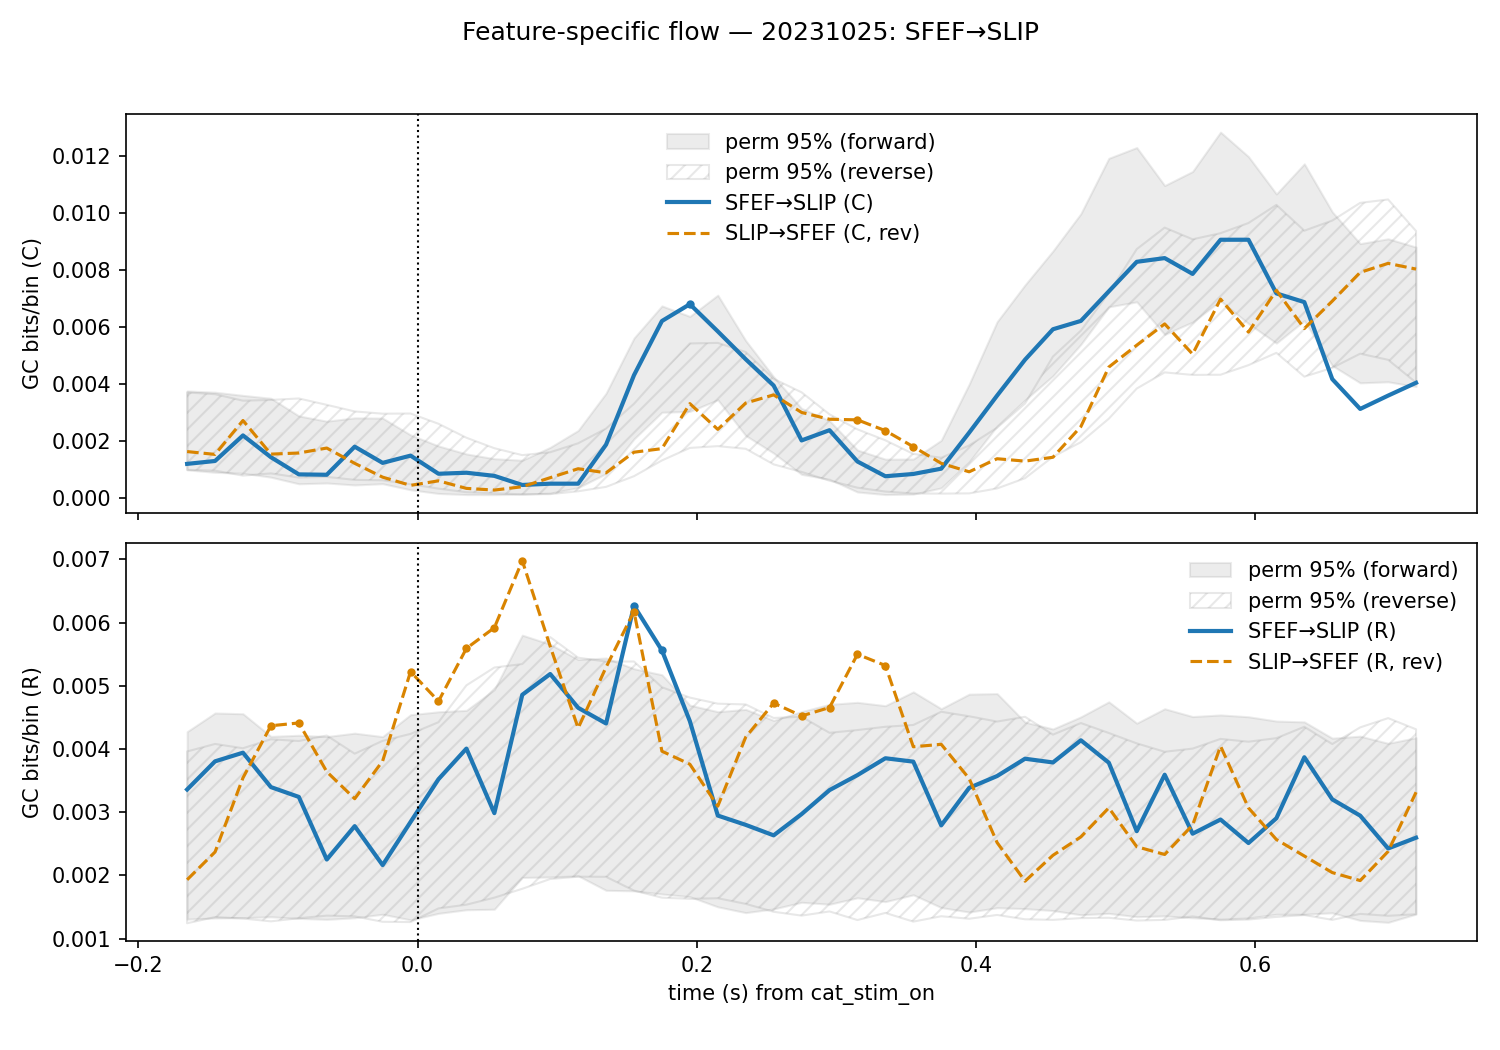 Feature-specific flow — 20231025: SFEF→SLIP
GC bits/bin (C)
0.012
0.010
0.008
0.006
0.004
0.002
0.000
perm 95% (forward)
perm 95% (reverse)
SFEF→SLIP (C)
SLIP→SFEF (C, rev)
GC bits/bin (R)
0.007
0.006
0.005
0.004
0.003
0.002
0.001
perm 95% (forward)
perm 95% (reverse)
SFEF→SLIP (R)
SLIP→SFEF (R, rev)
−0.2 0.0 0.2 0.4 0.6
time (s) from cat_stim_on